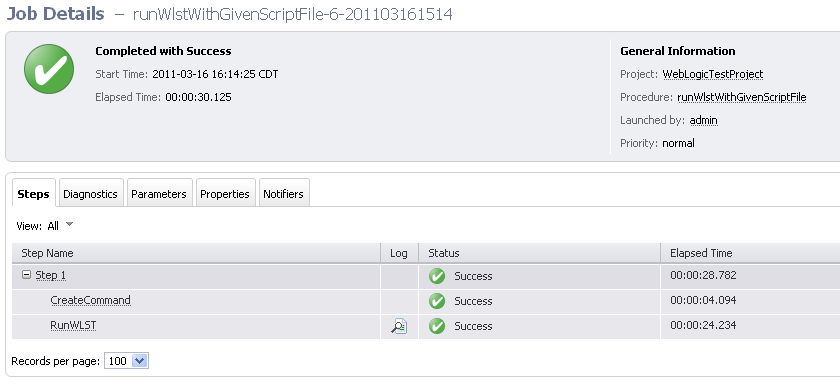 Job Details – runWlstWithGivenScriptFile-6-201103161514
Completed with Success
Start Time: 2011-03-16 16:14:25 CDT
Elapsed Time: 00:00:30.125
General Information
Project: WebLogicTestProject
Procedure: runWlstWithGivenScriptFile
Launched by: admin
Priority: normal
Steps Diagnostics Parameters Properties Notifiers
View: All
Step Name Log Status Elapsed Time
Step 1 Success 00:00:28.782
CreateCommand Success 00:00:04.094
RunWLST Success 00:00:24.234
Records per page: 100